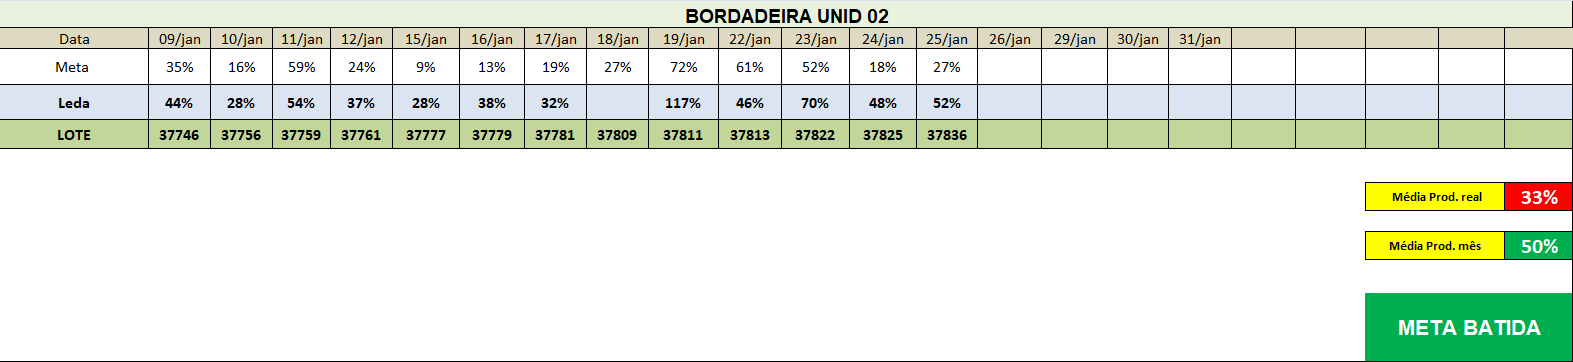 BORDADEIRA UNID 02
Data 09/jan 10/jan 11/jan 12/jan 15/jan 16/jan 17/jan 18/jan 19/jan 22/jan 23/jan 24/jan 25/jan 26/jan 29/jan 30/jan 31/jan
Meta 35% 16% 59% 24% 9% 13% 19% 27% 72% 61% 52% 18% 27%
Leda 44% 28% 54% 37% 28% 38% 32% 117% 46% 70% 48% 52%
LOTE 37746 37756 37759 37761 37777 37779 37781 37809 37811 37813 37822 37825 37836
Média Prod. real 33%
Média Prod. mês 50%
META BATIDA